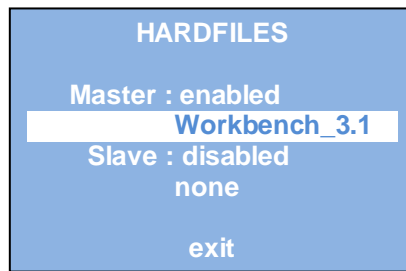 HARDFILES
Master : enabled
Workbench_3.1
Slave : disabled
none
exit